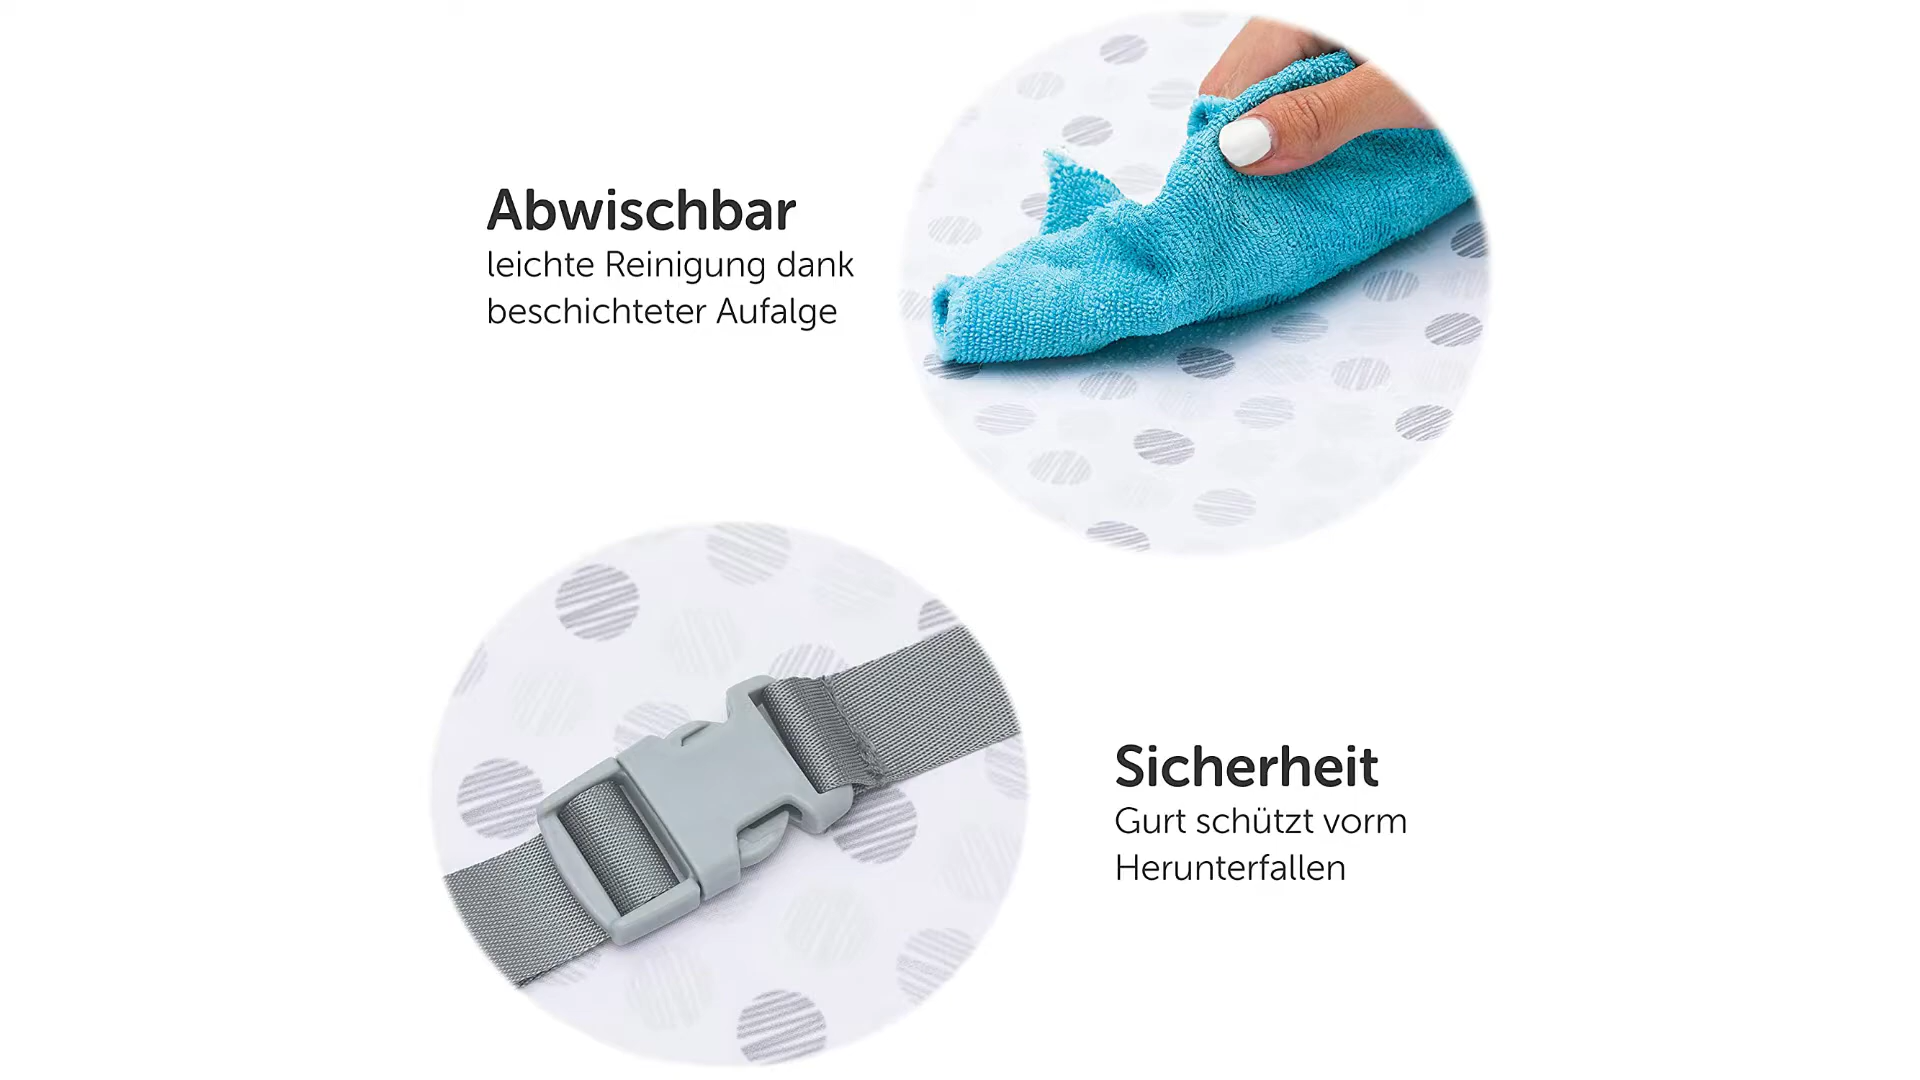 Abwischbar
leichte Reinigung dank
beschichteter Aufalge
Sicherheit
Gurt schützt vorm
Herunterfallen